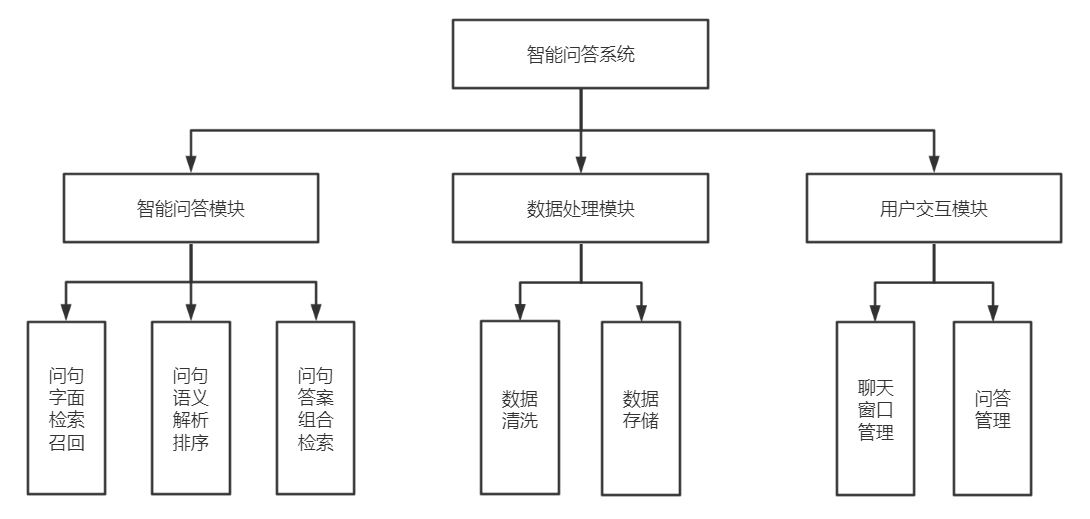 智能问答系统
智能问答模块
数据处理模块
用户交互模块
问句
字面
检索
召回
问句
语义
解析
排序
问句
答案
组合
检索
数据
清洗
数据
存储
聊天
窗口
管理
问答
管理